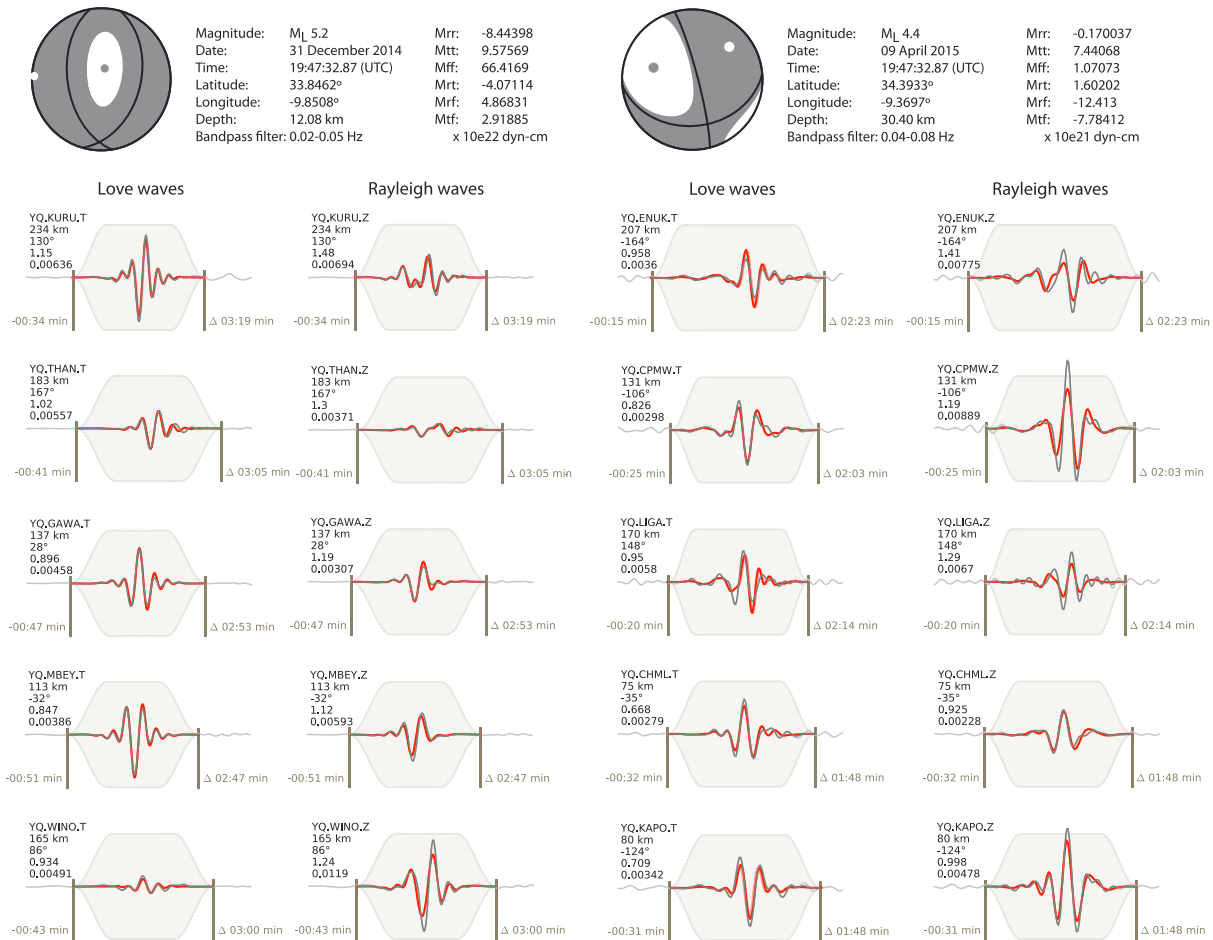 Magnitude: ML 5.2 Mrr: -8.44398
Date: 31 December 2014 Mtt: 9.57569
Time: 19:47:32.87 (UTC) Mff: 66.4169
Latitude: 33.8462º Mrt: -4.07114
Longitude: -9.8508º Mrf: 4.86831
Depth: 12.08 km Mtf: 2.91885
Bandpass filter: 0.02-0.05 Hz x 10e22 dyn-cm
Magnitude: ML 4.4 Mrr: -0.170037
Date: 09 April 2015 Mtt: 7.44068
Time: 19:47:32.87 (UTC) Mff: 1.07073
Latitude: 34.3933º Mrt: 1.60202
Longitude: -9.3697º Mrf: -12.413
Depth: 30.40 km Mtf: -7.78412
Bandpass filter: 0.04-0.08 Hz x 10e21 dyn-cm
Love waves Rayleigh waves Love waves Rayleigh waves
YQ.KURU.T
234 km
130°
1.15
0.00636
-00:34 min Δ 03:19 min
YQ.KURU.Z
234 km
130°
1.48
0.00694
-00:34 min Δ 03:19 min
YQ.ENUK.T
207 km
-164°
0.958
0.0036
-00:15 min Δ 02:23 min
YQ.ENUK.Z
207 km
-164°
1.41
0.00775
-00:15 min Δ 02:23 min
YQ.THAN.T
183 km
167°
1.02
0.00557
-00:41 min Δ 03:05 min
YQ.THAN.Z
183 km
167°
1.3
0.00371
-00:41 min Δ 03:05 min
YQ.CPMW.T
131 km
-106°
0.826
0.00298
-00:25 min Δ 02:03 min
YQ.CPMW.Z
131 km
-106°
1.19
0.00889
-00:25 min Δ 02:03 min
YQ.GAWA.T
137 km
28°
0.896
0.00458
-00:47 min Δ 02:53 min
YQ.GAWA.Z
137 km
28°
1.19
0.00307
-00:47 min Δ 02:53 min
YQ.LIGA.T
170 km
148°
0.95
0.0058
-00:20 min Δ 02:14 min
YQ.LIGA.Z
170 km
148°
1.29
0.0067
-00:20 min Δ 02:14 min
YQ.MBEY.T
113 km
-32°
0.847
0.00386
-00:51 min Δ 02:47 min
YQ.MBEY.Z
113 km
-32°
1.12
0.00593
-00:51 min Δ 02:47 min
YQ.CHML.T
75 km
-35°
0.668
0.00279
-00:32 min Δ 01:48 min
YQ.CHML.Z
75 km
-35°
0.925
0.00228
-00:32 min Δ 01:48 min
YQ.WINO.T
165 km
86°
0.934
0.00491
-00:43 min Δ 03:00 min
YQ.WINO.Z
165 km
86°
1.24
0.0119
-00:43 min Δ 03:00 min
YQ.KAPO.T
80 km
-124°
0.709
0.00342
-00:31 min Δ 01:48 min
YQ.KAPO.Z
80 km
-124°
0.998
0.00478
-00:31 min Δ 01:48 min